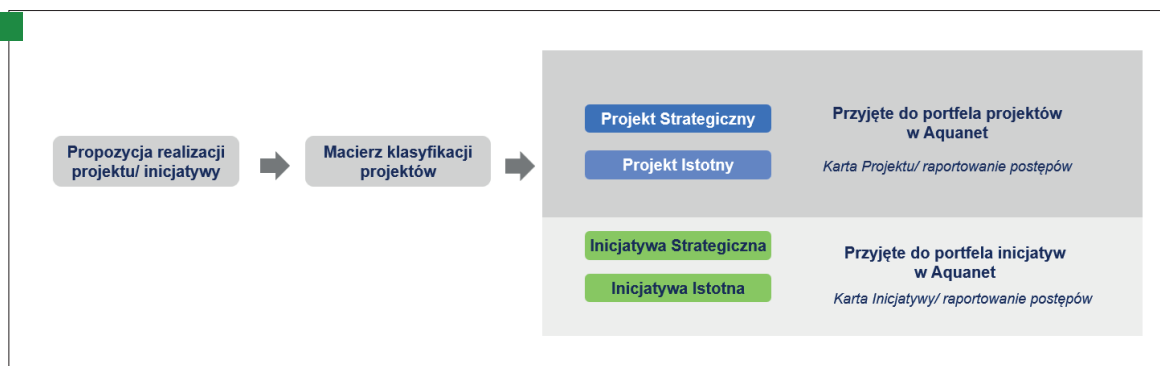 Propozycja realizacji
projektu/ inicjatywy
Macierz klasyfikacji
projektów
Projekt Strategiczny
Projekt Istotny
Przyjęte do portfela projektów
w Aquanet
Karta Projektu/ raportowanie postępów
Inicjatywa Strategiczna
Inicjatywa Istotna
Przyjęte do portfela inicjatyw
w Aquanet
Karta Inicjatywy/ raportowanie postępów